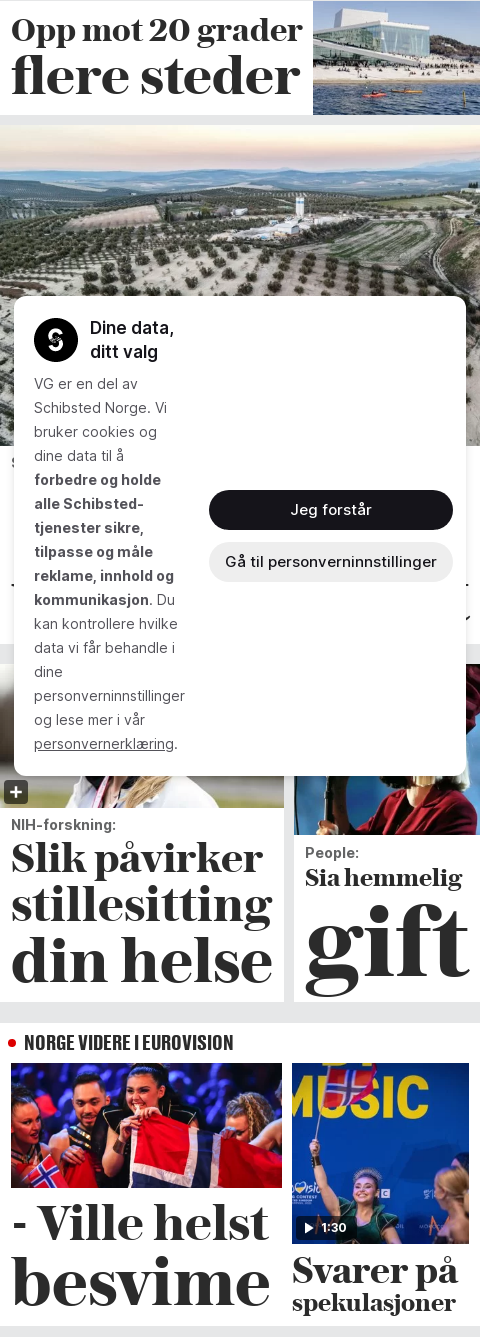 Opp mot 20 grader
flere steder
Dine data,
ditt valg
VG er en del av
Schibsted Norge. Vi
bruker cookies og
dine data til å
forbedre og holde
alle Schibsted-
tjenester sikre,
tilpasse og måle
reklame, innhold og
kommunikasjon. Du
kan kontrollere hvilke
data vi får behandle i
dine
personverninnstillinger
og lese mer i vår
personvernerklæring.
Jeg forstår
Gå til personverninnstillinger
NIH-forskning:
Slik påvirker
stillesitting
din helse
People:
Sia hemmelig
gift
NORGE VIDERE I EUROVISION
- Ville helst
besvime
MUSIC
1:30
Svarer på
spekulasjoner